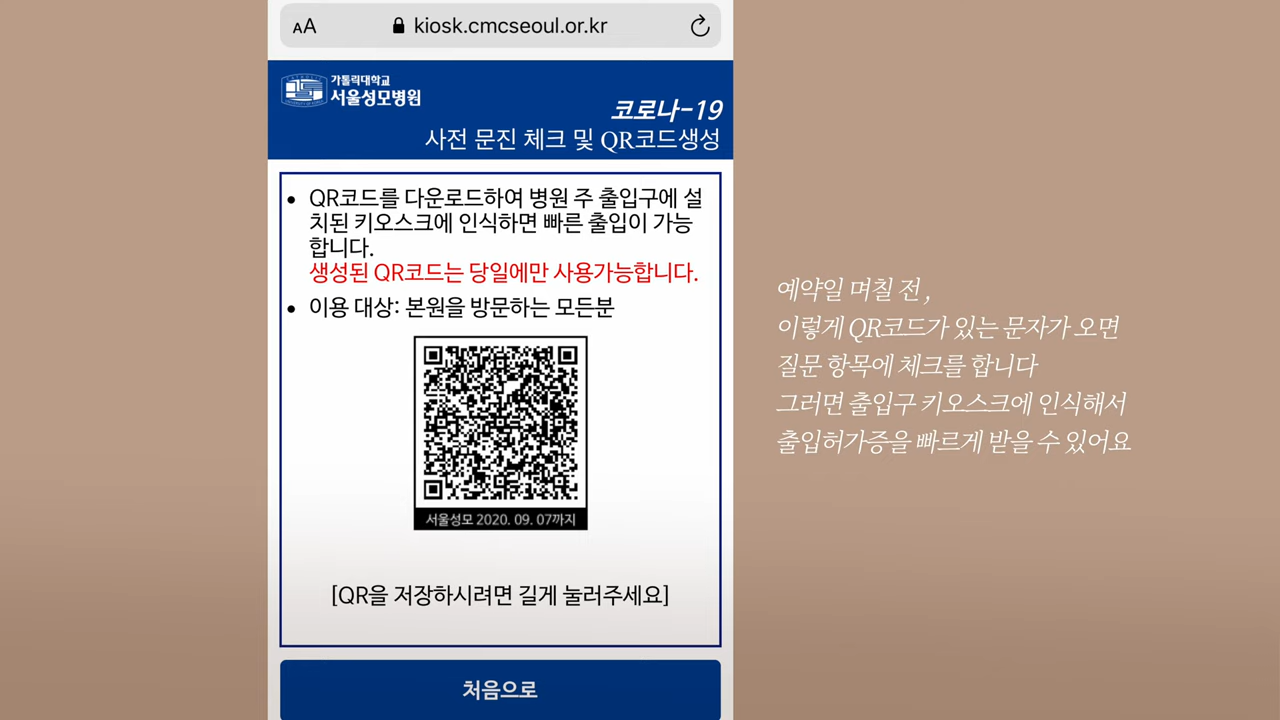 AA kiosk.cmcseoul.or.kr
가톨릭대학교
서울성모병원
코로나-19
사전 문진 체크 및 QR코드생성
• QR코드를 다운로드하여 병원 주 출입구에 설
치된 키오스크에 인식하면 빠른 출입이 가능
합니다.
생성된 QR코드는 당일에만 사용가능합니다.
• 이용 대상: 본원을 방문하는 모든분
서울성모 2020. 09. 07까지
[QR을 저장하시려면 길게 눌러주세요]
처음으로
예약일 며칠 전 ,
이렇게 QR코드가 있는 문자가 오면
질문 항목에 체크를 합니다
그러면 출입구 키오스크에 인식해서
출입허가증을 빠르게 받을 수 있어요